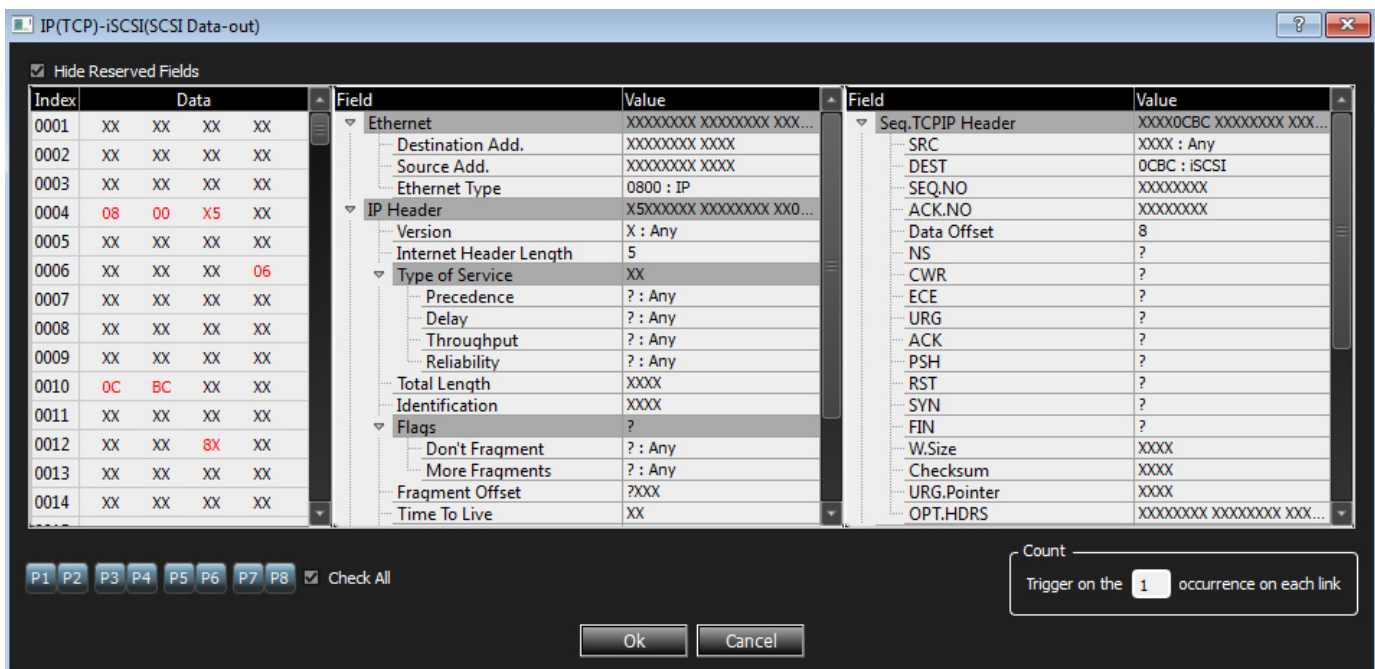 IP(TCP)-iSCSI(SCSI Data-out)
Hide Reserved Fields
Index Data
0001 XX XX XX XX
0002 XX XX XX XX
0003 XX XX XX XX
0004 08 00 X5 XX
0005 XX XX XX XX
0006 XX XX XX 06
0007 XX XX XX XX
0008 XX XX XX XX
0009 XX XX XX XX
0010 0C BC XX XX
0011 XX XX XX XX
0012 XX XX 8X XX
0013 XX XX XX XX
0014 XX XX XX XX
Field Value
Ethernet XXXXXXXX XXXXXXXX XXX...
Destination Add. XXXXXXXX XXXX
Source Add. XXXXXXXX XXXX
Ethernet Type 0800 : IP
IP Header X5XXXXXX XXXXXXXX XX0...
Version X : Any
Internet Header Length 5
Type of Service XX
Precedence ? : Any
Delay ? : Any
Throughput ? : Any
Reliability ? : Any
Total Length XXXX
Identification XXXX
Flags ?
Don't Fragment ? : Any
More Fragments ? : Any
Fragment Offset ?XXX
Time To Live XX
Field Value
Seq.TCPIP Header XXXX0CBC XXXXXXXX XXX...
SRC XXXX : Any
DEST 0CBC : iSCSI
SEQ.NO XXXXXXXX
ACK.NO XXXXXXXX
Data Offset 8
NS ?
CWR ?
ECE ?
URG ?
ACK ?
PSH ?
RST ?
SYN ?
FIN ?
W.Size XXXX
Checksum XXXX
URG.Pointer XXXX
OPT.HDRS XXXXXXXX XXXXXXXX XXX...
P1 P2 P3 P4 P5 P6 P7 P8 Check All
Count
Trigger on the 1 occurrence on each link
Ok Cancel